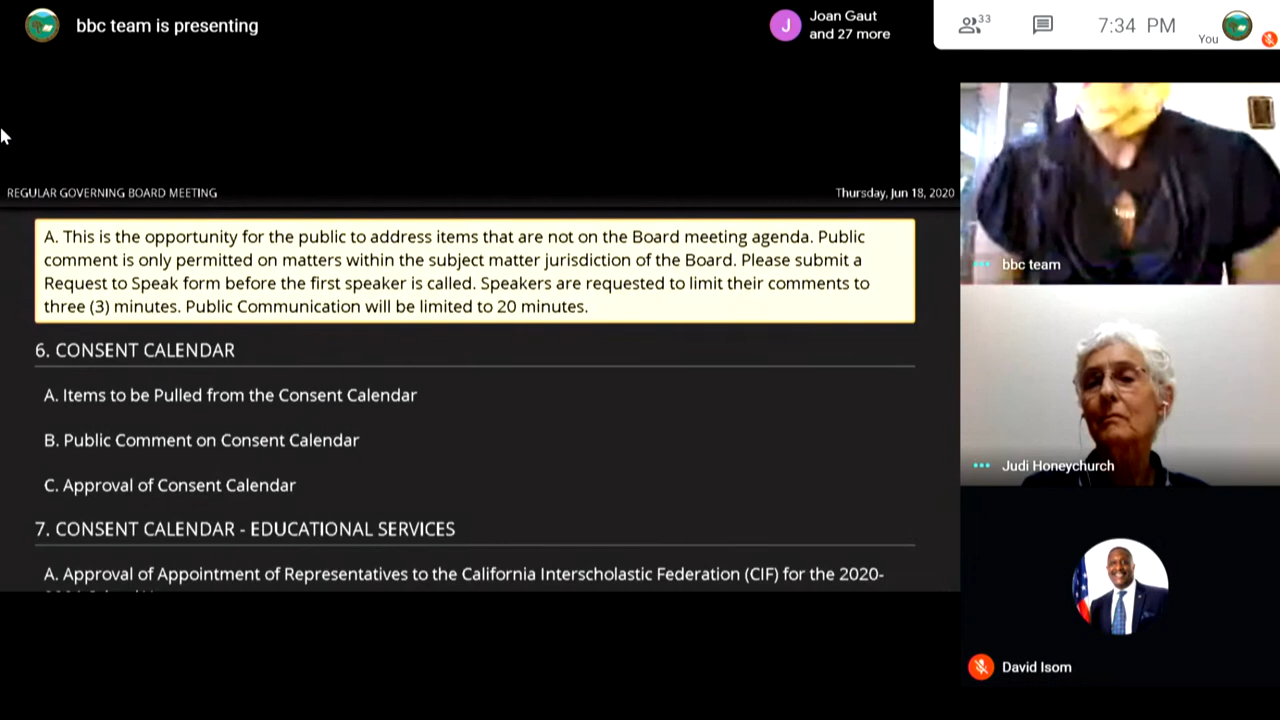 bbc team is presenting
J
Joan Gaut
and 27 more
33
7:34 PM
You
REGULAR GOVERNING BOARD MEETING
Thursday, Jun 18, 2020
A. This is the opportunity for the public to address items that are not on the Board meeting agenda. Public
comment is only permitted on matters within the subject matter jurisdiction of the Board. Please submit a
Request to Speak form before the first speaker is called. Speakers are requested to limit their comments to
three (3) minutes. Public Communication will be limited to 20 minutes.
6. CONSENT CALENDAR
A. Items to be Pulled from the Consent Calendar
B. Public Comment on Consent Calendar
C. Approval of Consent Calendar
7. CONSENT CALENDAR - EDUCATIONAL SERVICES
A. Approval of Appointment of Representatives to the California Interscholastic Federation (CIF) for the 2020-
bbc team
Judi Honeychurch
David Isom